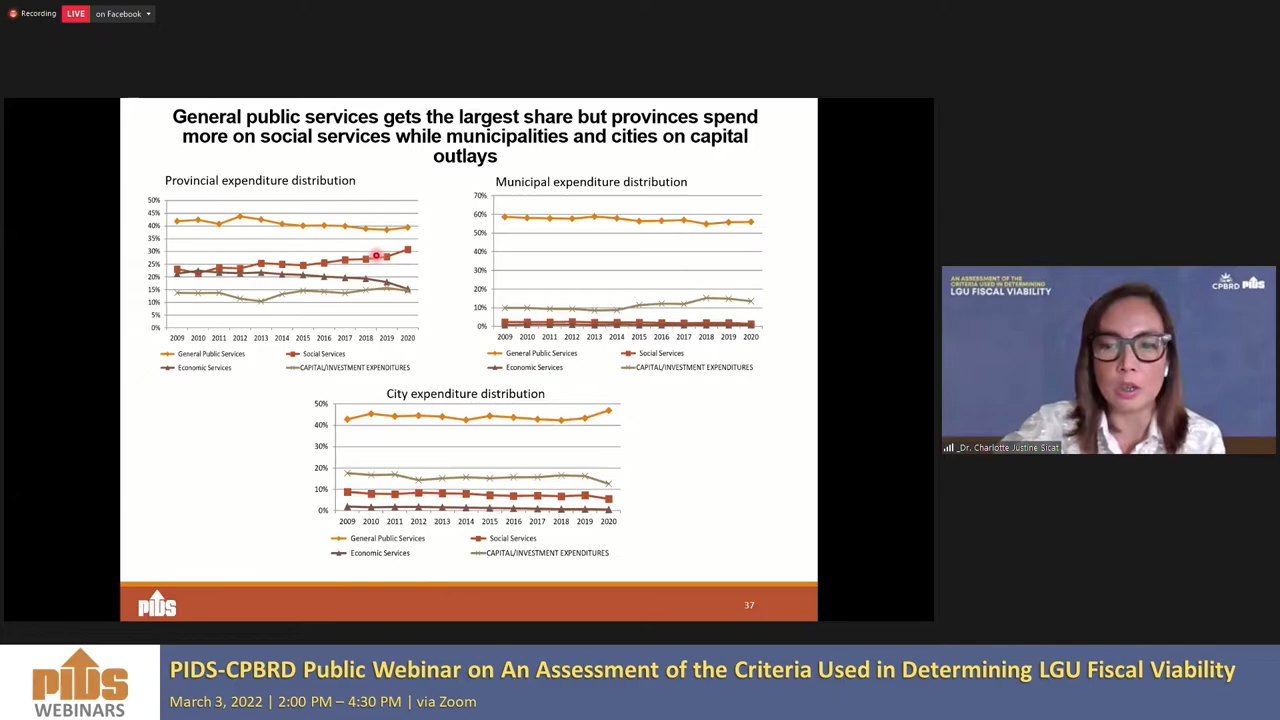 Recording
LIVE
on Facebook
General public services gets the largest share but provinces spend
more on social services while municipalities and cities on capital
outlays
Provincial expenditure distribution
50%
45%
40%
35%
30%
25%
20%
15%
10%
5%
0%
2009 2010 2011 2012 2013 2014 2015 2016 2017 2018 2019 2020
General Public Services
Social Services
Economic Services
CAPITAL/INVESTMENT EXPENDITURES
Municipal expenditure distribution
70%
60%
50%
40%
30%
20%
10%
0%
2009 2010 2011 2012 2013 2014 2015 2016 2017 2018 2019 2020
General Public Services
Social Services
Economic Services
CAPITAL/INVESTMENT EXPENDITURES
City expenditure distribution
50%
40%
30%
20%
10%
0%
2009 2010 2011 2012 2013 2014 2015 2016 2017 2018 2019 2020
General Public Services
Social Services
Economic Services
CAPITAL/INVESTMENT EXPENDITURES
PIDS
37
AN ASSESSMENT OF THE
CRITERIA USED IN DETERMINING
LGU FISCAL VIABILITY
CPBRD PIDS
_Dr. Charlotte Justine Sicat
PIDS
WEBINARS
PIDS-CPBRD Public Webinar on An Assessment of the Criteria Used in Determining LGU Fiscal Viability
March 3, 2022 | 2:00 PM – 4:30 PM | via Zoom